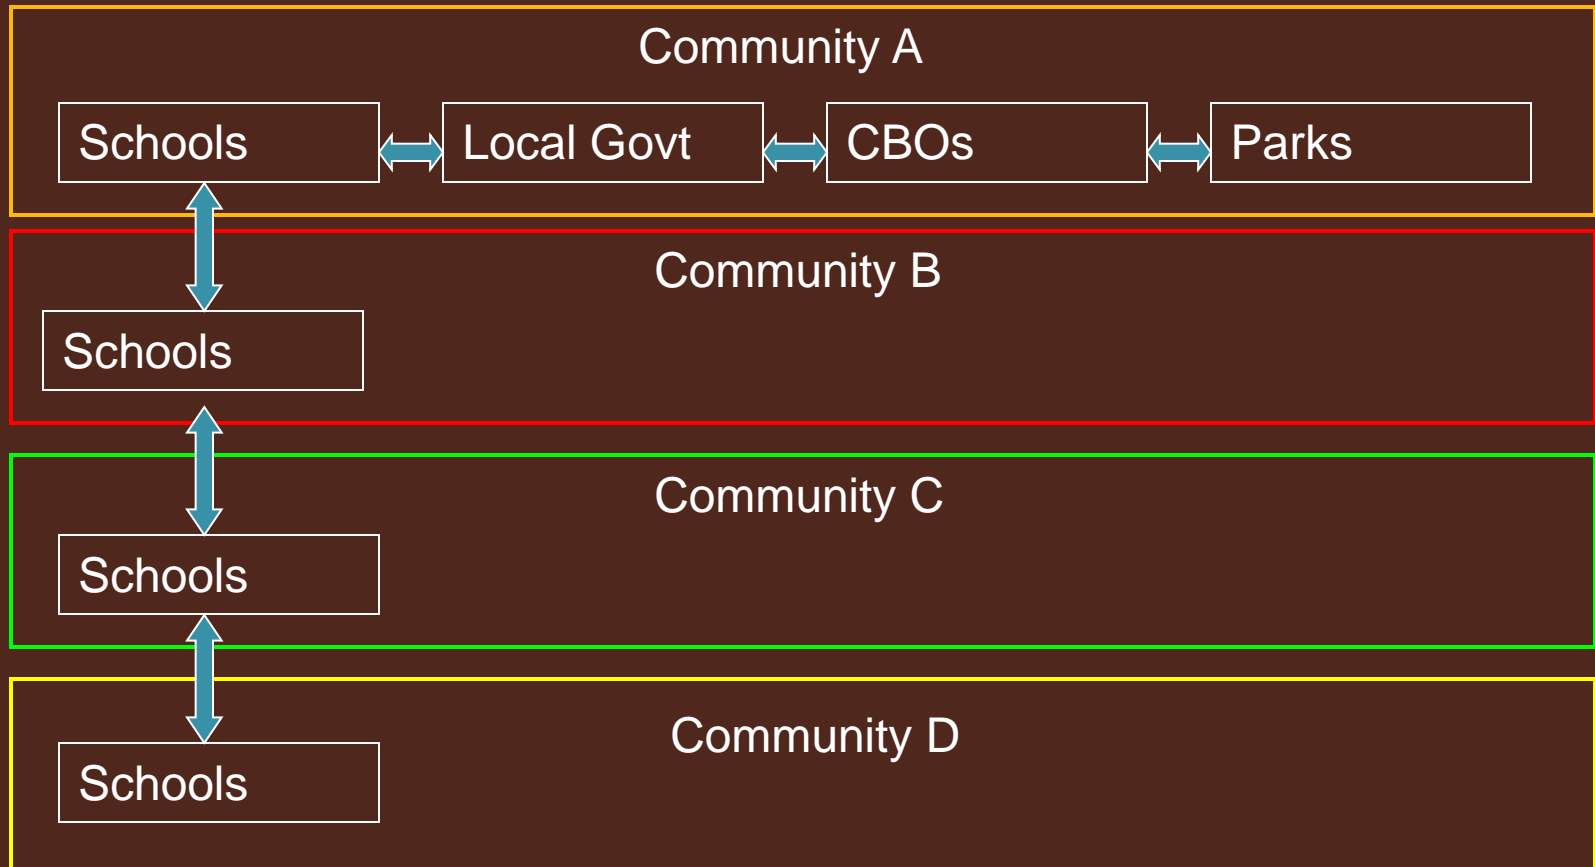 Community A
Schools
Local Govt
CBOs
Parks
Community B
Schools
Community C
Schools
Community D
Schools